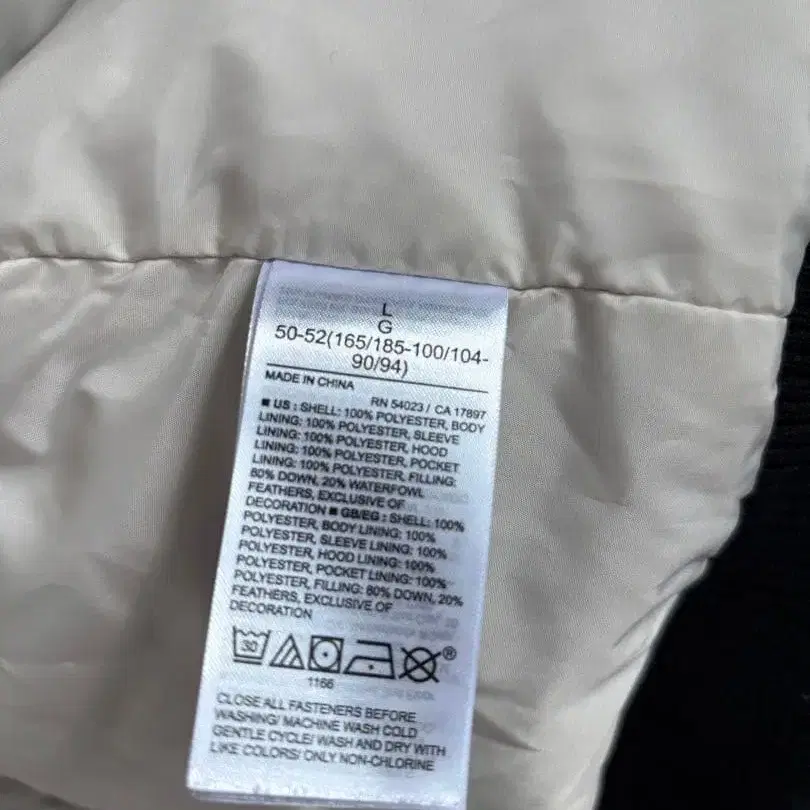 L
G
50-52(165/185-100/104-
90/94)
MADE IN CHINA
RN 54023 / CA 17897
■ US : SHELL: 100% POLYESTER, BODY
LINING: 100% POLYESTER, SLEEVE
LINING: 100% POLYESTER, HOOD
LINING: 100% POLYESTER, POCKET
LINING: 100% POLYESTER, FILLING:
80% DOWN, 20% WATERFOWL
FEATHERS, EXCLUSIVE OF
DECORATION ■ GB/EG : SHELL: 100%
POLYESTER, BODY LINING: 100%
POLYESTER, SLEEVE LINING: 100%
POLYESTER, HOOD LINING: 100%
POLYESTER, POCKET LINING: 100%
POLYESTER, FILLING: 80% DOWN, 20%
FEATHERS, EXCLUSIVE OF
DECORATION
30 ®
1166
CLOSE ALL FASTENERS BEFORE
WASHING/ MACHINE WASH COLD
GENTLE CYCLE/ WASH AND DRY WITH
LIKE COLORS/ ONLY NON-CHLORINE